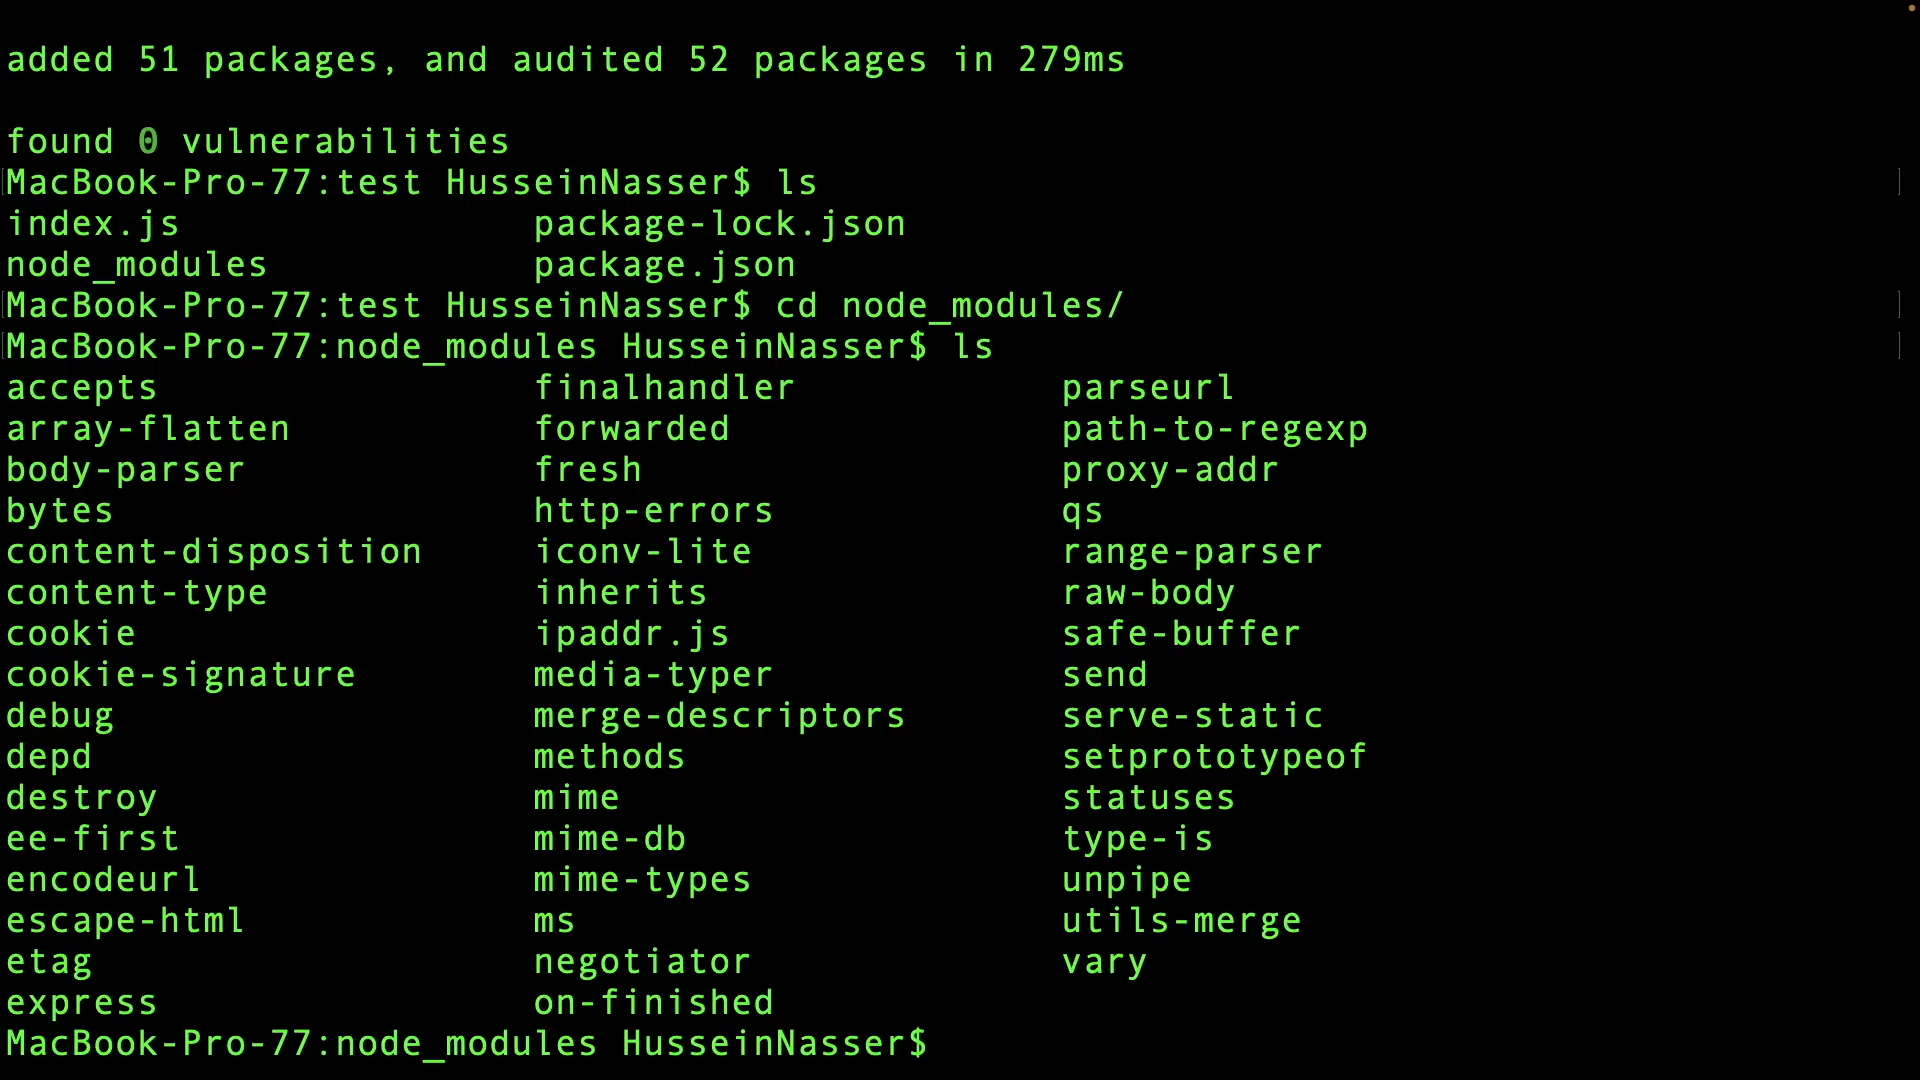 added 51 packages, and audited 52 packages in 279ms
found 0 vulnerabilities
MacBook-Pro-77:test HusseinNasser$ ls
index.js package-lock.json
node_modules package.json
MacBook-Pro-77:test HusseinNasser$ cd node_modules/
MacBook-Pro-77:node_modules HusseinNasser$ ls
accepts finalhandler parseurl
array-flatten forwarded path-to-regexp
body-parser fresh proxy-addr
bytes http-errors qs
content-disposition iconv-lite range-parser
content-type inherits raw-body
cookie ipaddr.js safe-buffer
cookie-signature media-typer send
debug merge-descriptors serve-static
depd methods setprototypeof
destroy mime statuses
ee-first mime-db type-is
encodeurl mime-types unpipe
escape-html ms utils-merge
etag negotiator vary
express on-finished
MacBook-Pro-77:node_modules HusseinNasser$